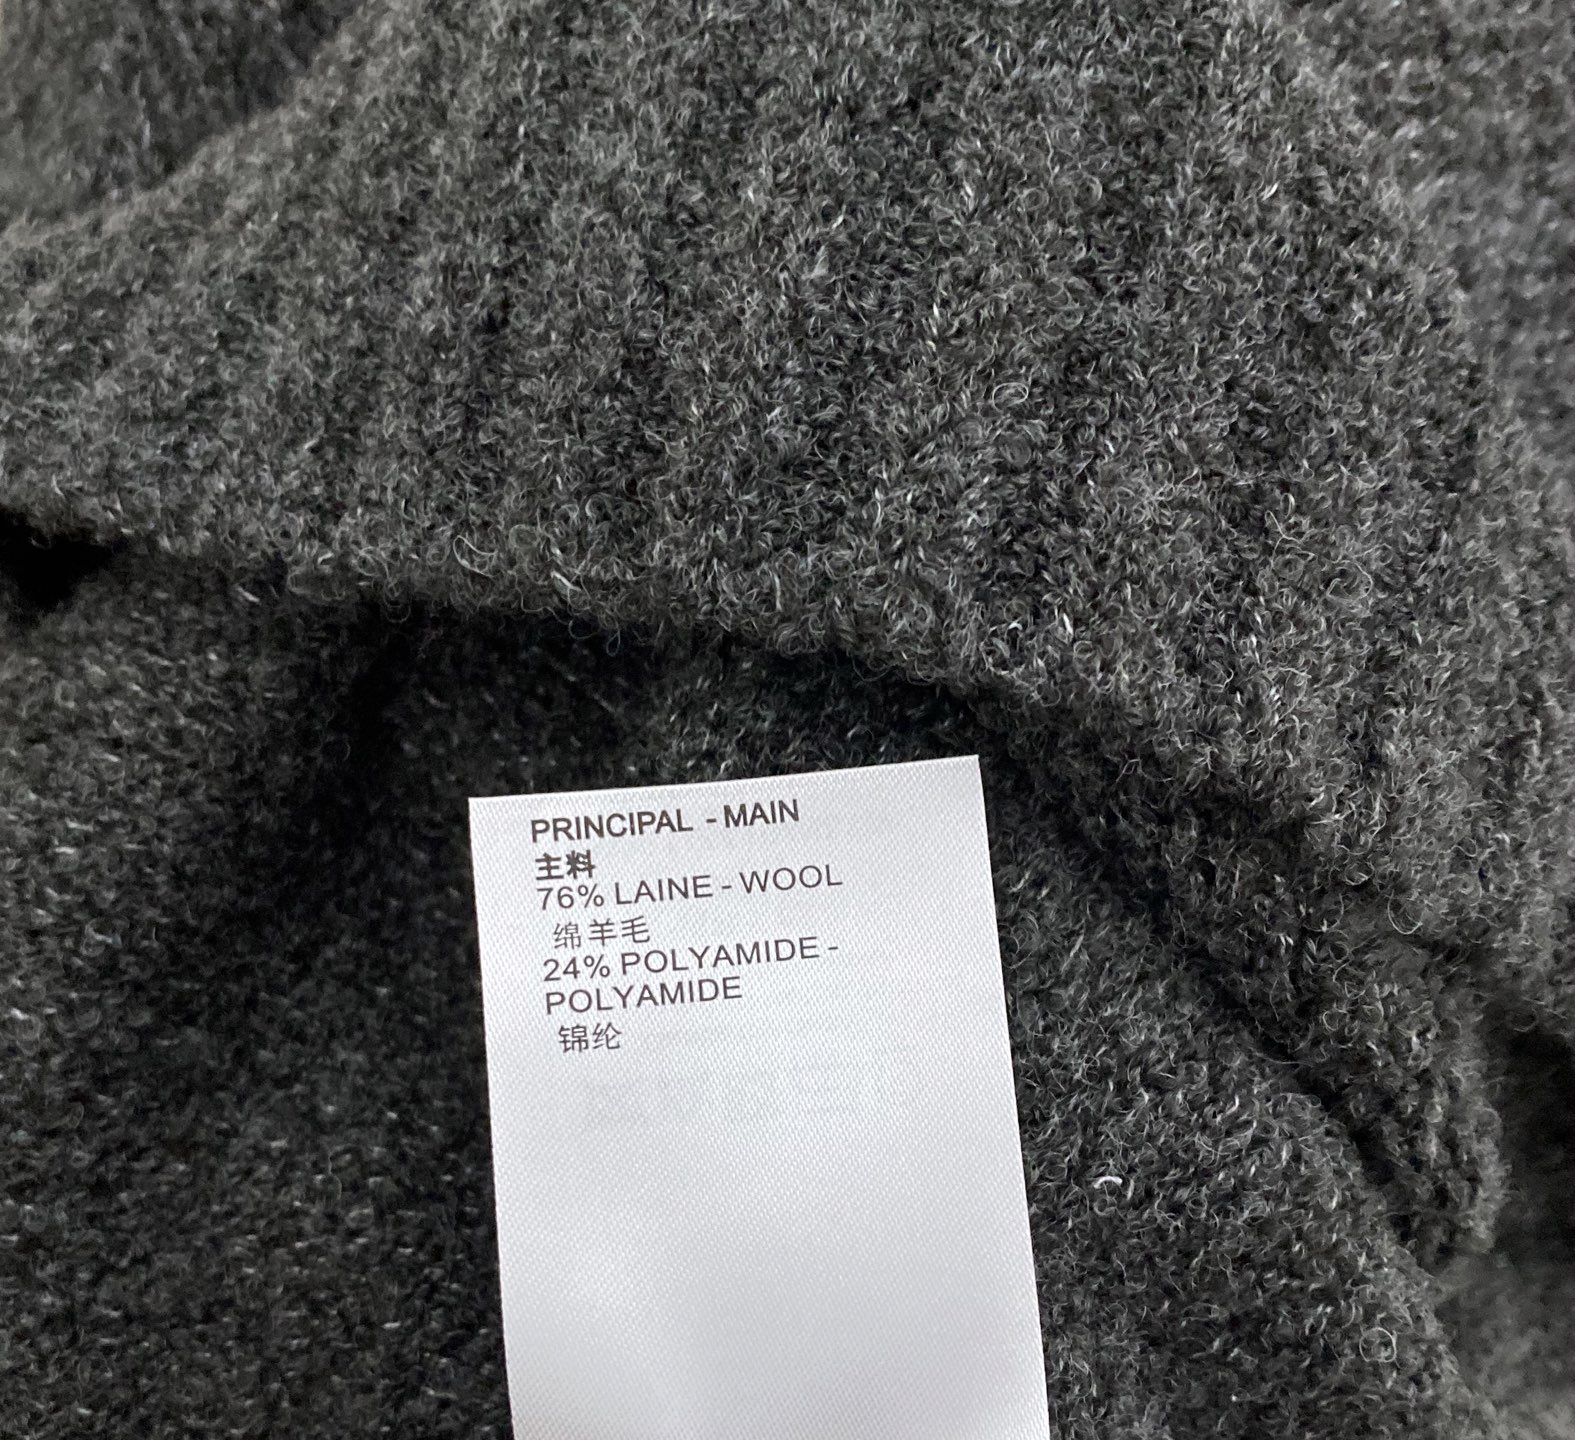 PRINCIPAL - MAIN
主料
76% LAINE - WOOL
绵羊毛
24% POLYAMIDE -
POLYAMIDE
锦纶